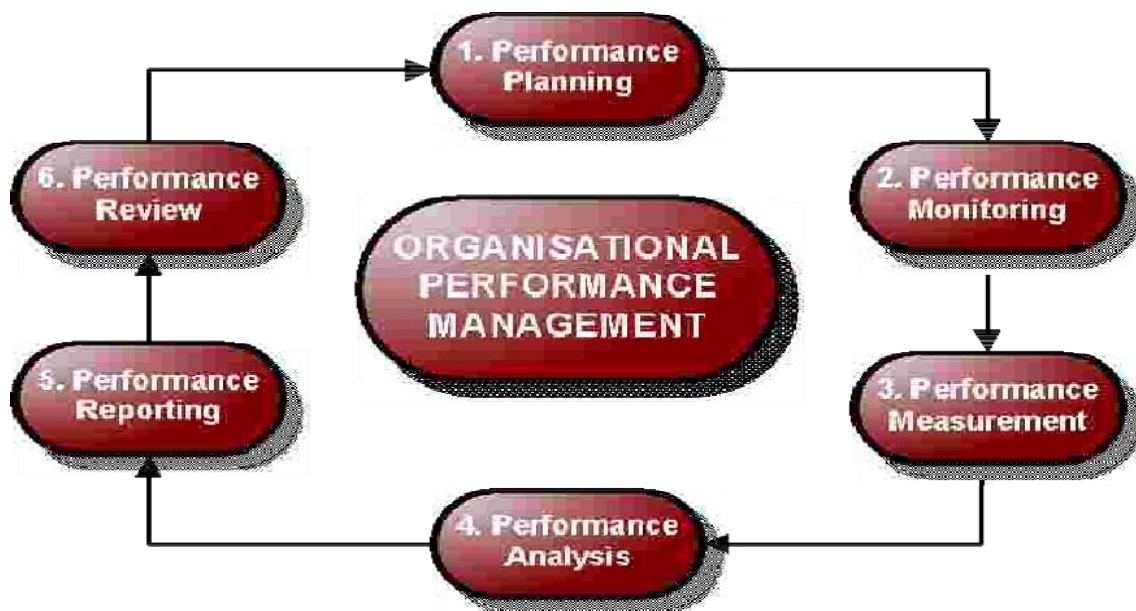 1. Performance
Planning
2. Performance
Monitoring
3. Performance
Measurement
4. Performance
Analysis
5. Performance
Reporting
6. Performance
Review
ORGANISATIONAL
PERFORMANCE
MANAGEMENT